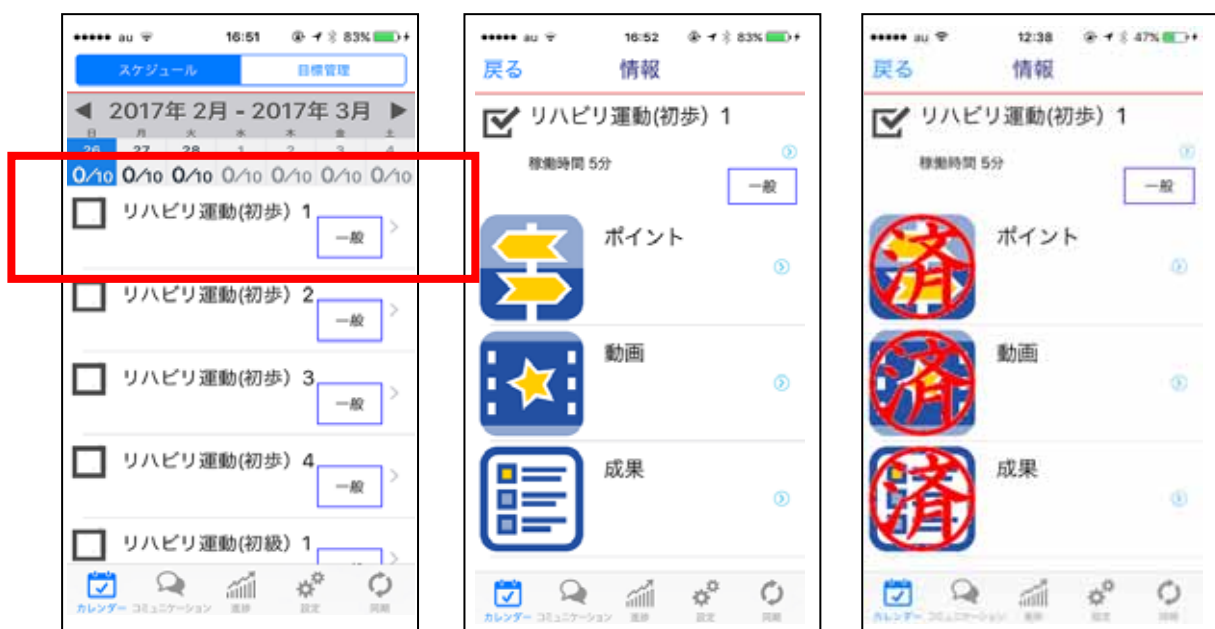 au 16:51 83%
スケジュール 目標管理
◀ 2017年 2月 - 2017年 3月 ▶
日 月 火 水 木 金 土
26 27 28 1 2 3 4
0/10 0/10 0/10 0/10 0/10 0/10 0/10
リハビリ運動(初歩) 1
一般
リハビリ運動(初歩) 2
一般
リハビリ運動(初歩) 3
一般
リハビリ運動(初歩) 4
一般
リハビリ運動(初級) 1
カレンダー コミュニケーション 進捗 設定 同期
au 16:52 83%
戻る 情報
リハビリ運動(初歩) 1
稼働時間 5分
一般
ポイント
動画
成果
カレンダー コミュニケーション 進捗 設定 同期
au 12:38 47%
戻る 情報
リハビリ運動(初歩) 1
稼働時間 5分
一般
済
ポイント
済
動画
済
成果
カレンダー コミュニケーション 進捗 設定 同期